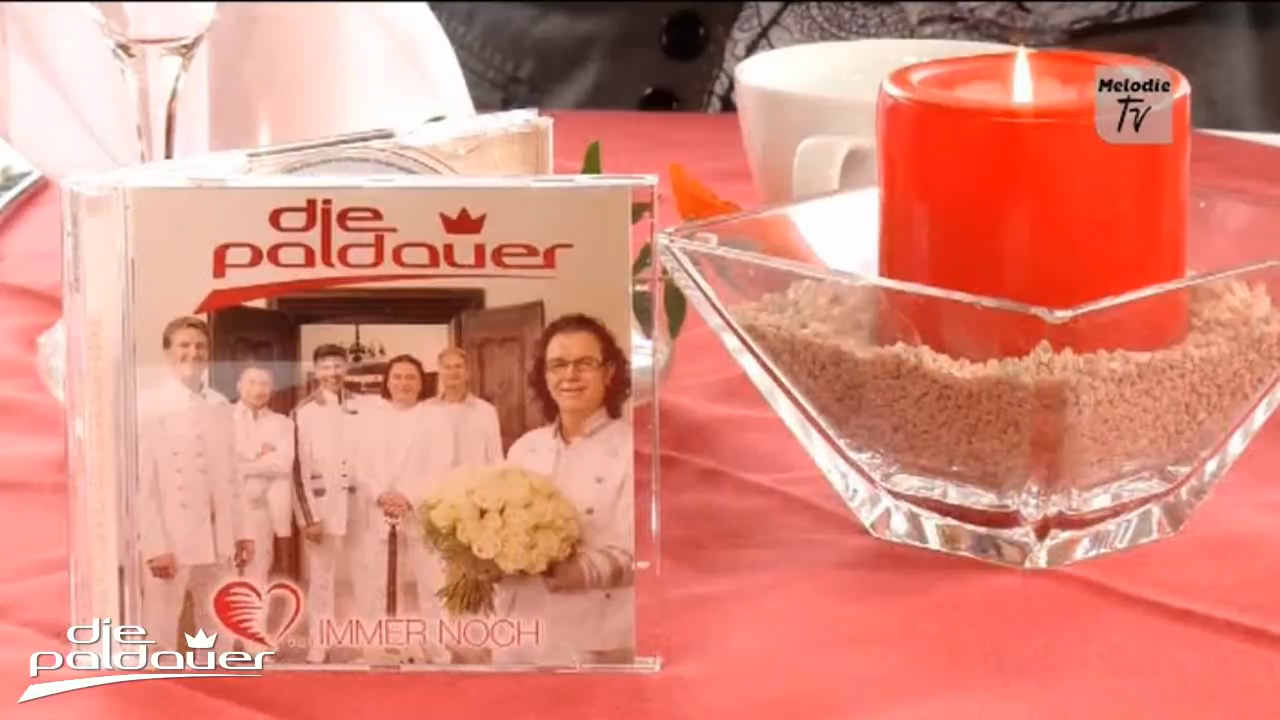 Melodie
TV
die
paldauer
... IMMER NOCH
die
paldauer